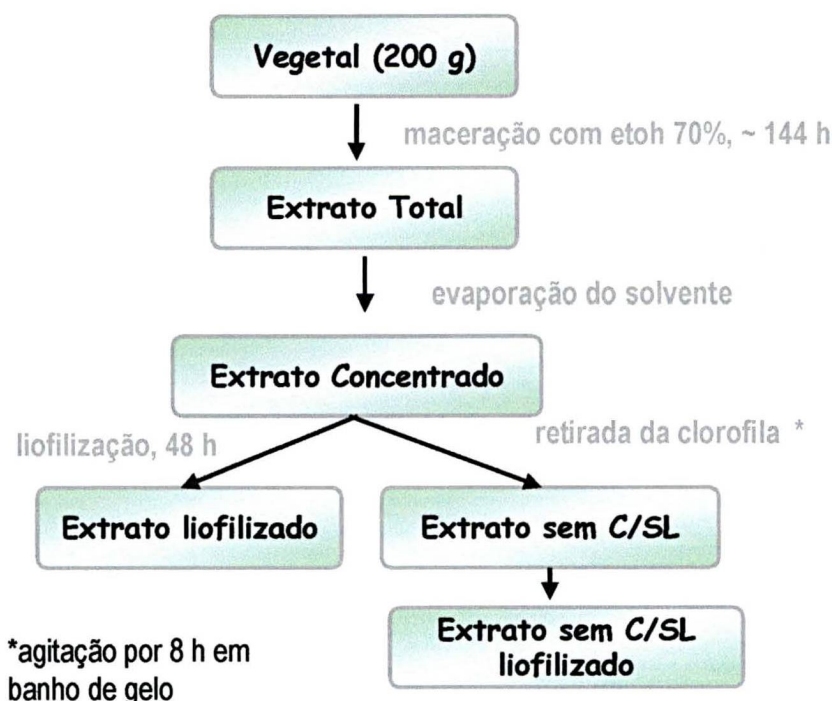 Vegetal (200 g)
maceração com etoh 70%, ~ 144 h
Extrato Total
evaporação do solvente
Extrato Concentrado
liofilização, 48 h
retirada da clorofila *
Extrato liofilizado
Extrato sem C/SL
*agitação por 8 h em
banho de gelo
Extrato sem C/SL
liofilizado